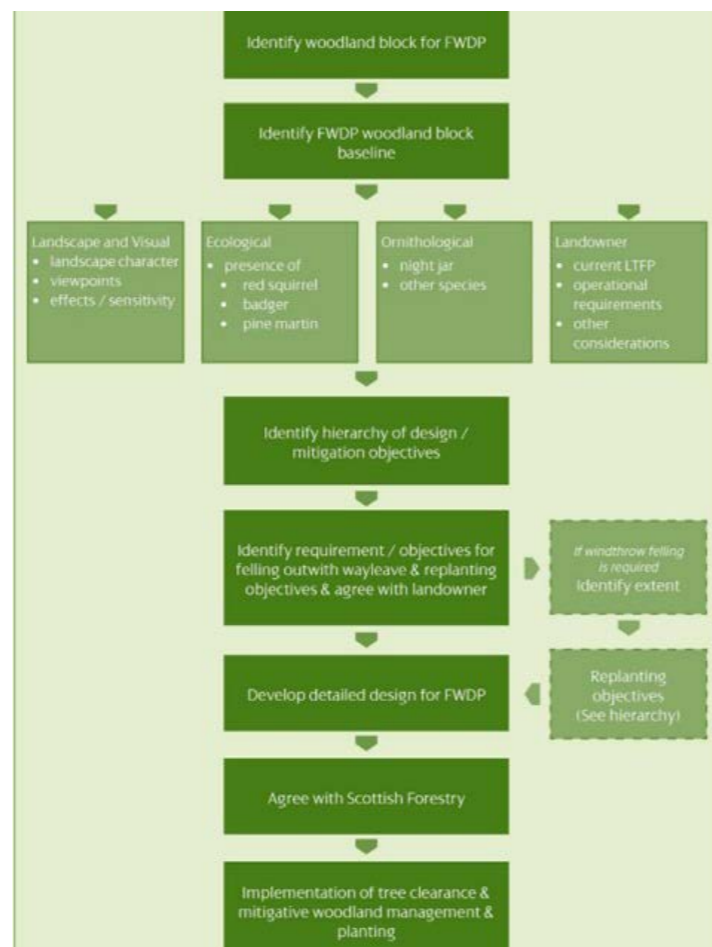 Identify woodland block for FWDP
Identify FWDP woodland block
baseline
Landscape and Visual
• landscape character
• viewpoints
• effects / sensitivity
Ecological
• presence of
• red squirrel
• badger
• pine martin
Ornithological
• night jar
• other species
Landowner
• current LTFP
• operational
requirements
• other
considerations
Identify hierarchy of design /
mitigation objectives
Identify requirement / objectives for
felling outwith wayleave & replanting
objectives & agree with landowner
If windthrow felling
is required
Identify extent
Replanting
objectives
(See hierarchy)
Develop detailed design for FWDP
Agree with Scottish Forestry
Implementation of tree clearance &
mitigative woodland management &
planting